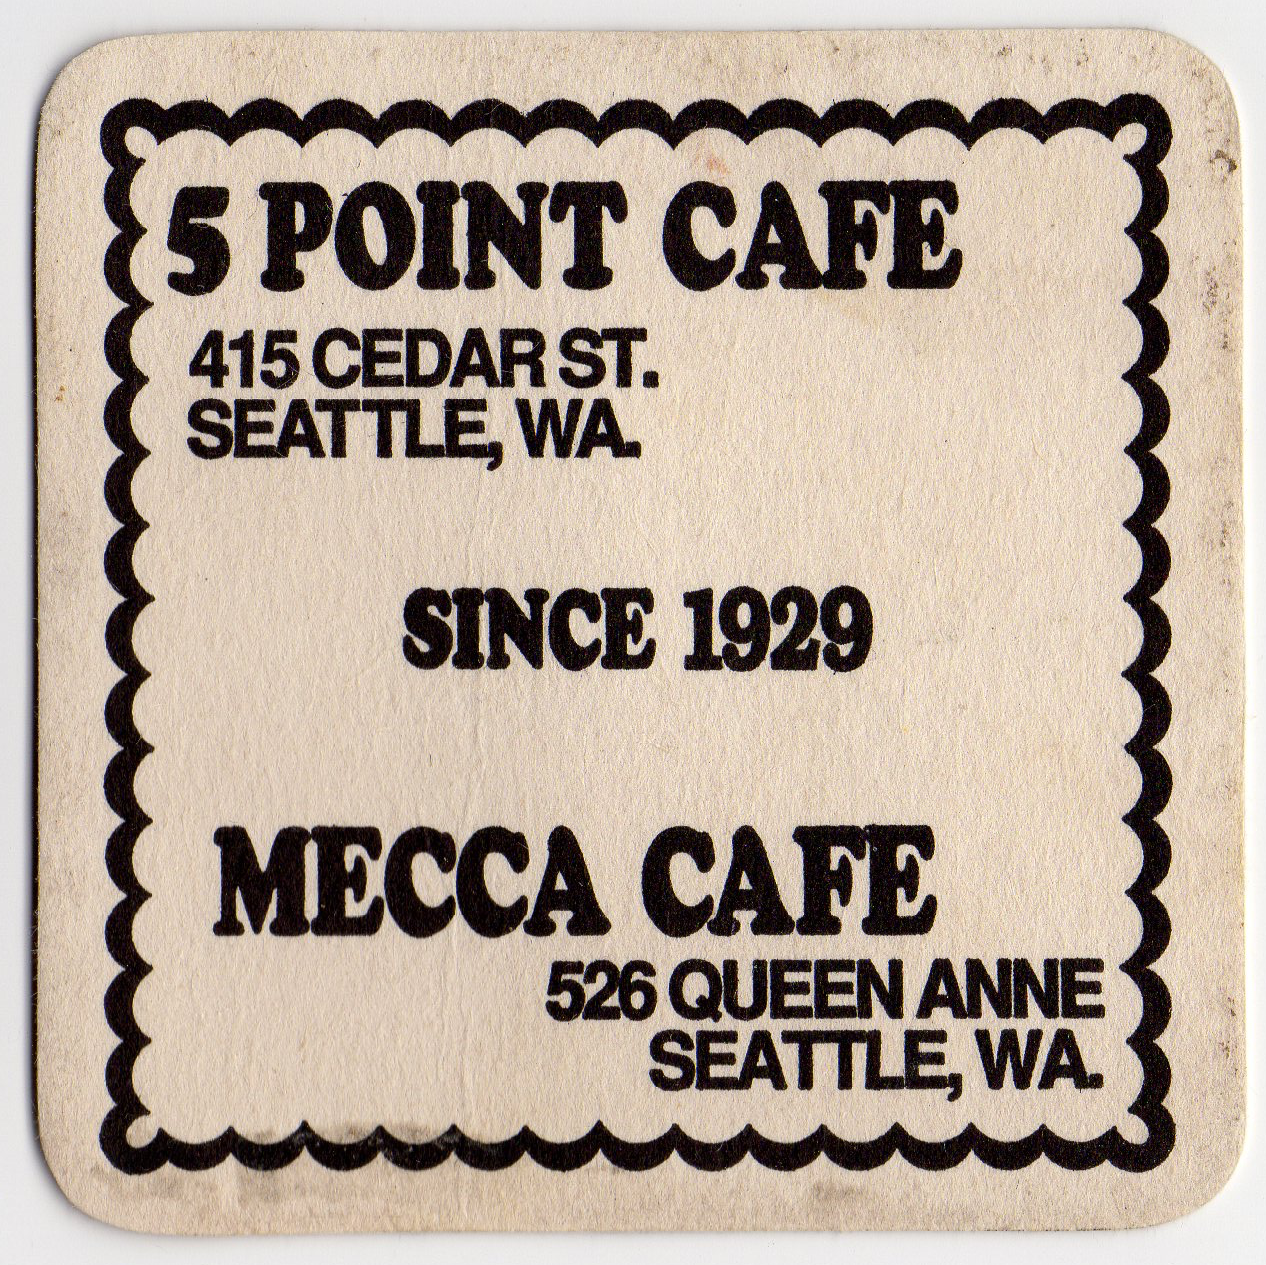 5 POINT CAFE
415 CEDAR ST.
SEATTLE, WA.
SINCE 1929
MECCA CAFE
526 QUEEN ANNE
SEATTLE, WA.